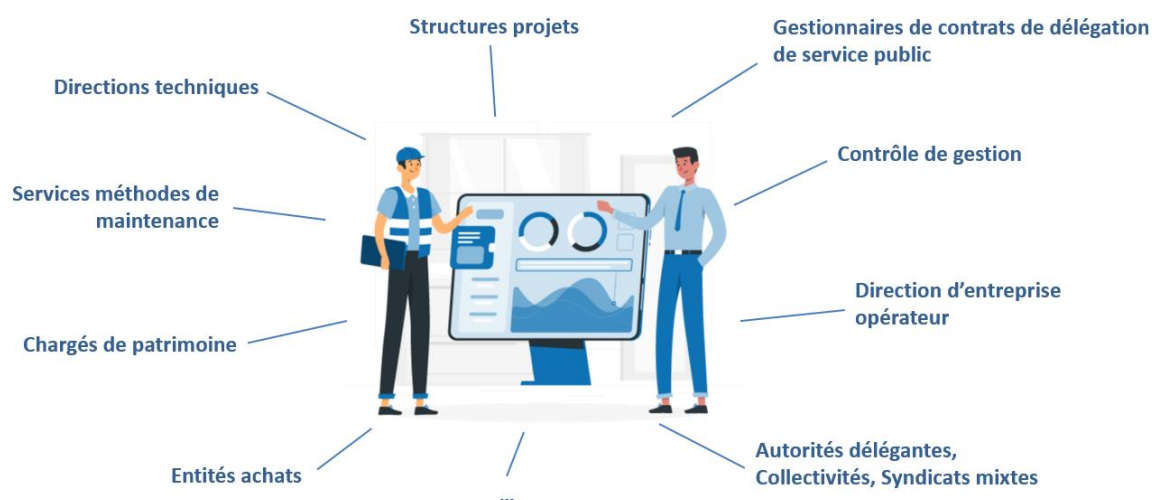 Structures projets
Gestionnaires de contrats de délégation
de service public
Directions techniques
Contrôle de gestion
Services méthodes de
maintenance
Direction d’entreprise
opérateur
Chargés de patrimoine
Autorités délégantes,
Collectivités, Syndicats mixtes
Entités achats